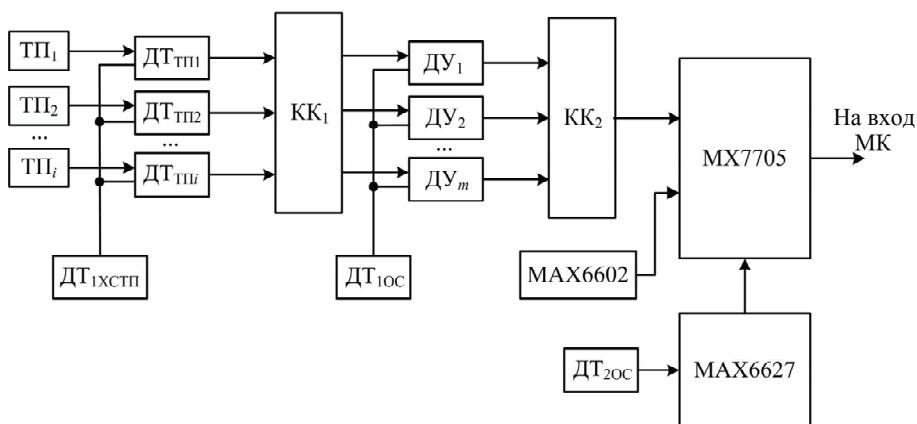 ТП1
ДТТП1
ТП2
ДТТП2
...
...
ТПi
ДТТПi
ДТ1ХСТП
КК1
ДУ1
ДУ2
...
ДУm
ДТ1ОС
КК2
MX7705
На вход
МК
MAX6602
ДТ2ОС
MAX6627